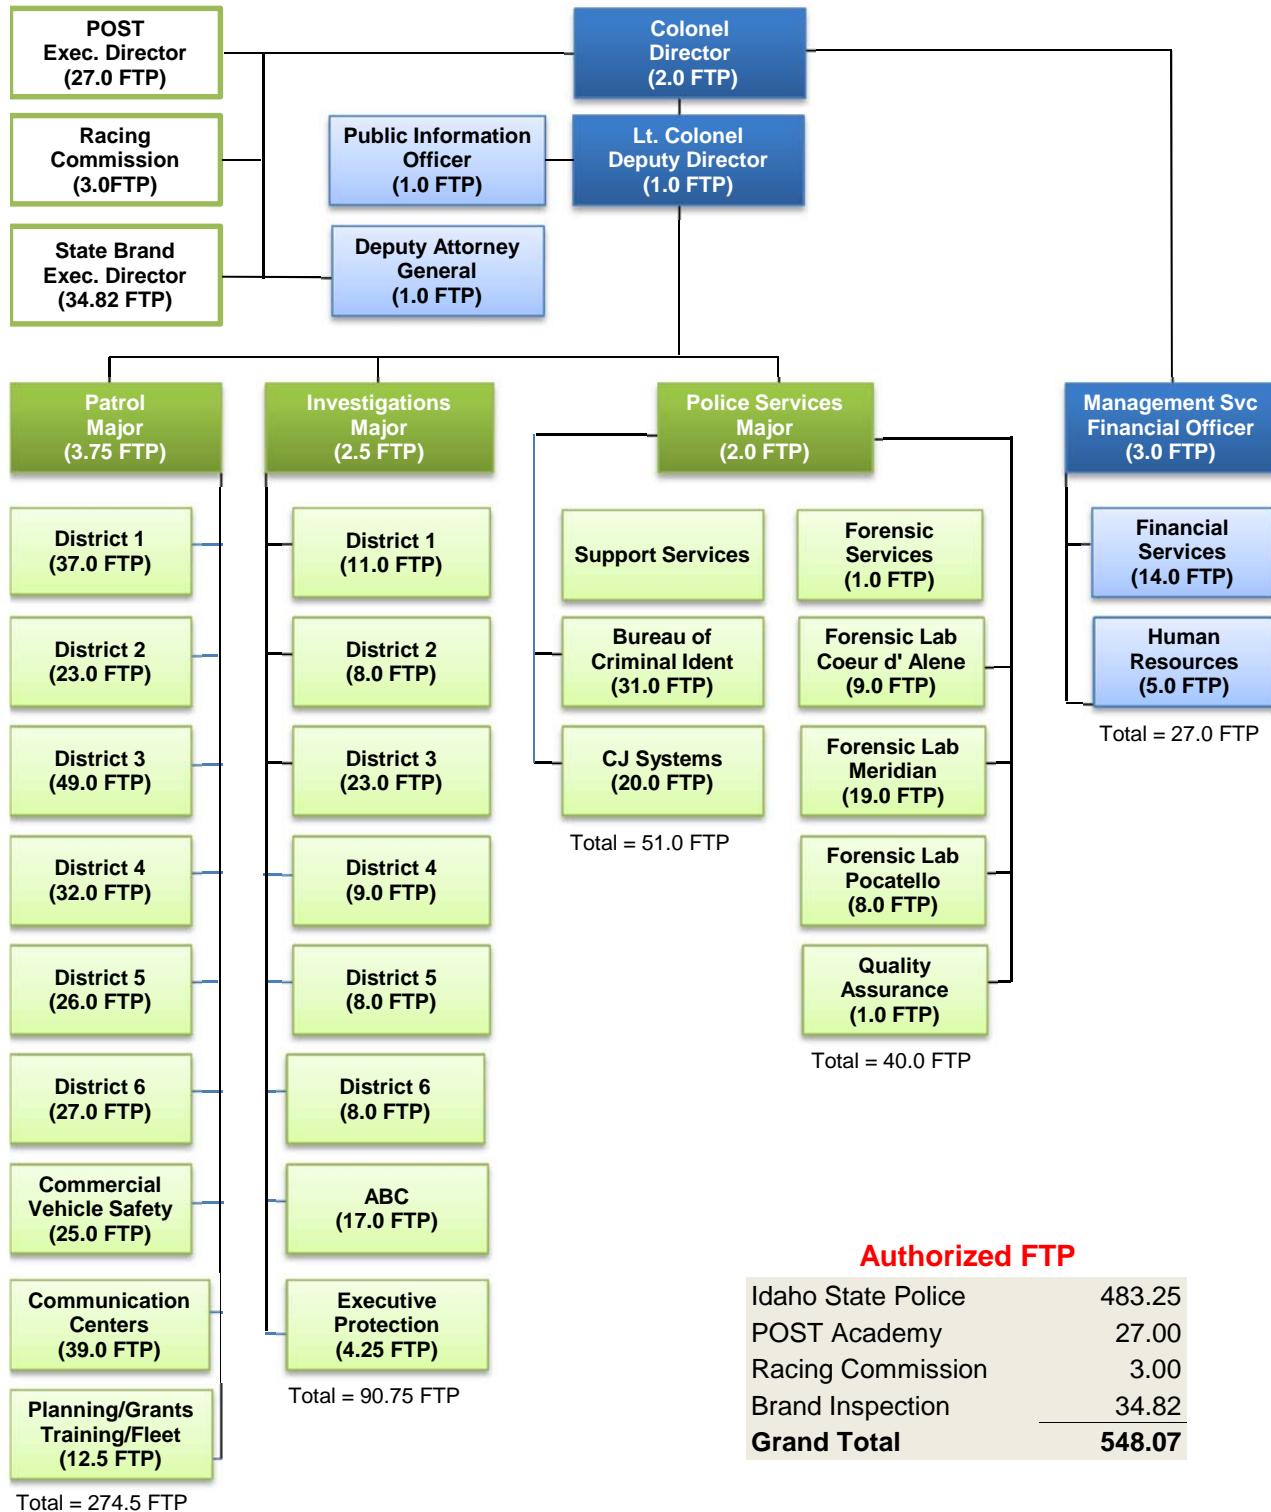 POST
Exec. Director
(27.0 FTP)
Colonel
Director
(2.0 FTP)
Racing
Commission
(3.0FTP)
Public Information
Officer
(1.0 FTP)
Lt. Colonel
Deputy Director
(1.0 FTP)
State Brand
Exec. Director
(34.82 FTP)
Deputy Attorney
General
(1.0 FTP)
Patrol
Major
(3.75 FTP)
Investigations
Major
(2.5 FTP)
Police Services
Major
(2.0 FTP)
Management Svc
Financial Officer
(3.0 FTP)
District 1
(37.0 FTP)
District 2
(23.0 FTP)
District 3
(49.0 FTP)
District 4
(32.0 FTP)
District 5
(26.0 FTP)
District 6
(27.0 FTP)
Commercial
Vehicle Safety
(25.0 FTP)
Communication
Centers
(39.0 FTP)
Planning/Grants
Training/Fleet
(12.5 FTP)
Total = 274.5 FTP
District 1
(11.0 FTP)
District 2
(8.0 FTP)
District 3
(23.0 FTP)
District 4
(9.0 FTP)
District 5
(8.0 FTP)
District 6
(8.0 FTP)
ABC
(17.0 FTP)
Executive
Protection
(4.25 FTP)
Total = 90.75 FTP
Support Services
Bureau of
Criminal Ident
(31.0 FTP)
CJ Systems
(20.0 FTP)
Total = 51.0 FTP
Forensic
Services
(1.0 FTP)
Forensic Lab
Coeur d' Alene
(9.0 FTP)
Forensic Lab
Meridian
(19.0 FTP)
Forensic Lab
Pocatello
(8.0 FTP)
Quality
Assurance
(1.0 FTP)
Total = 40.0 FTP
Financial
Services
(14.0 FTP)
Human
Resources
(5.0 FTP)
Total = 27.0 FTP
Authorized FTP
Idaho State Police 483.25
POST Academy 27.00
Racing Commission 3.00
Brand Inspection 34.82
Grand Total 548.07